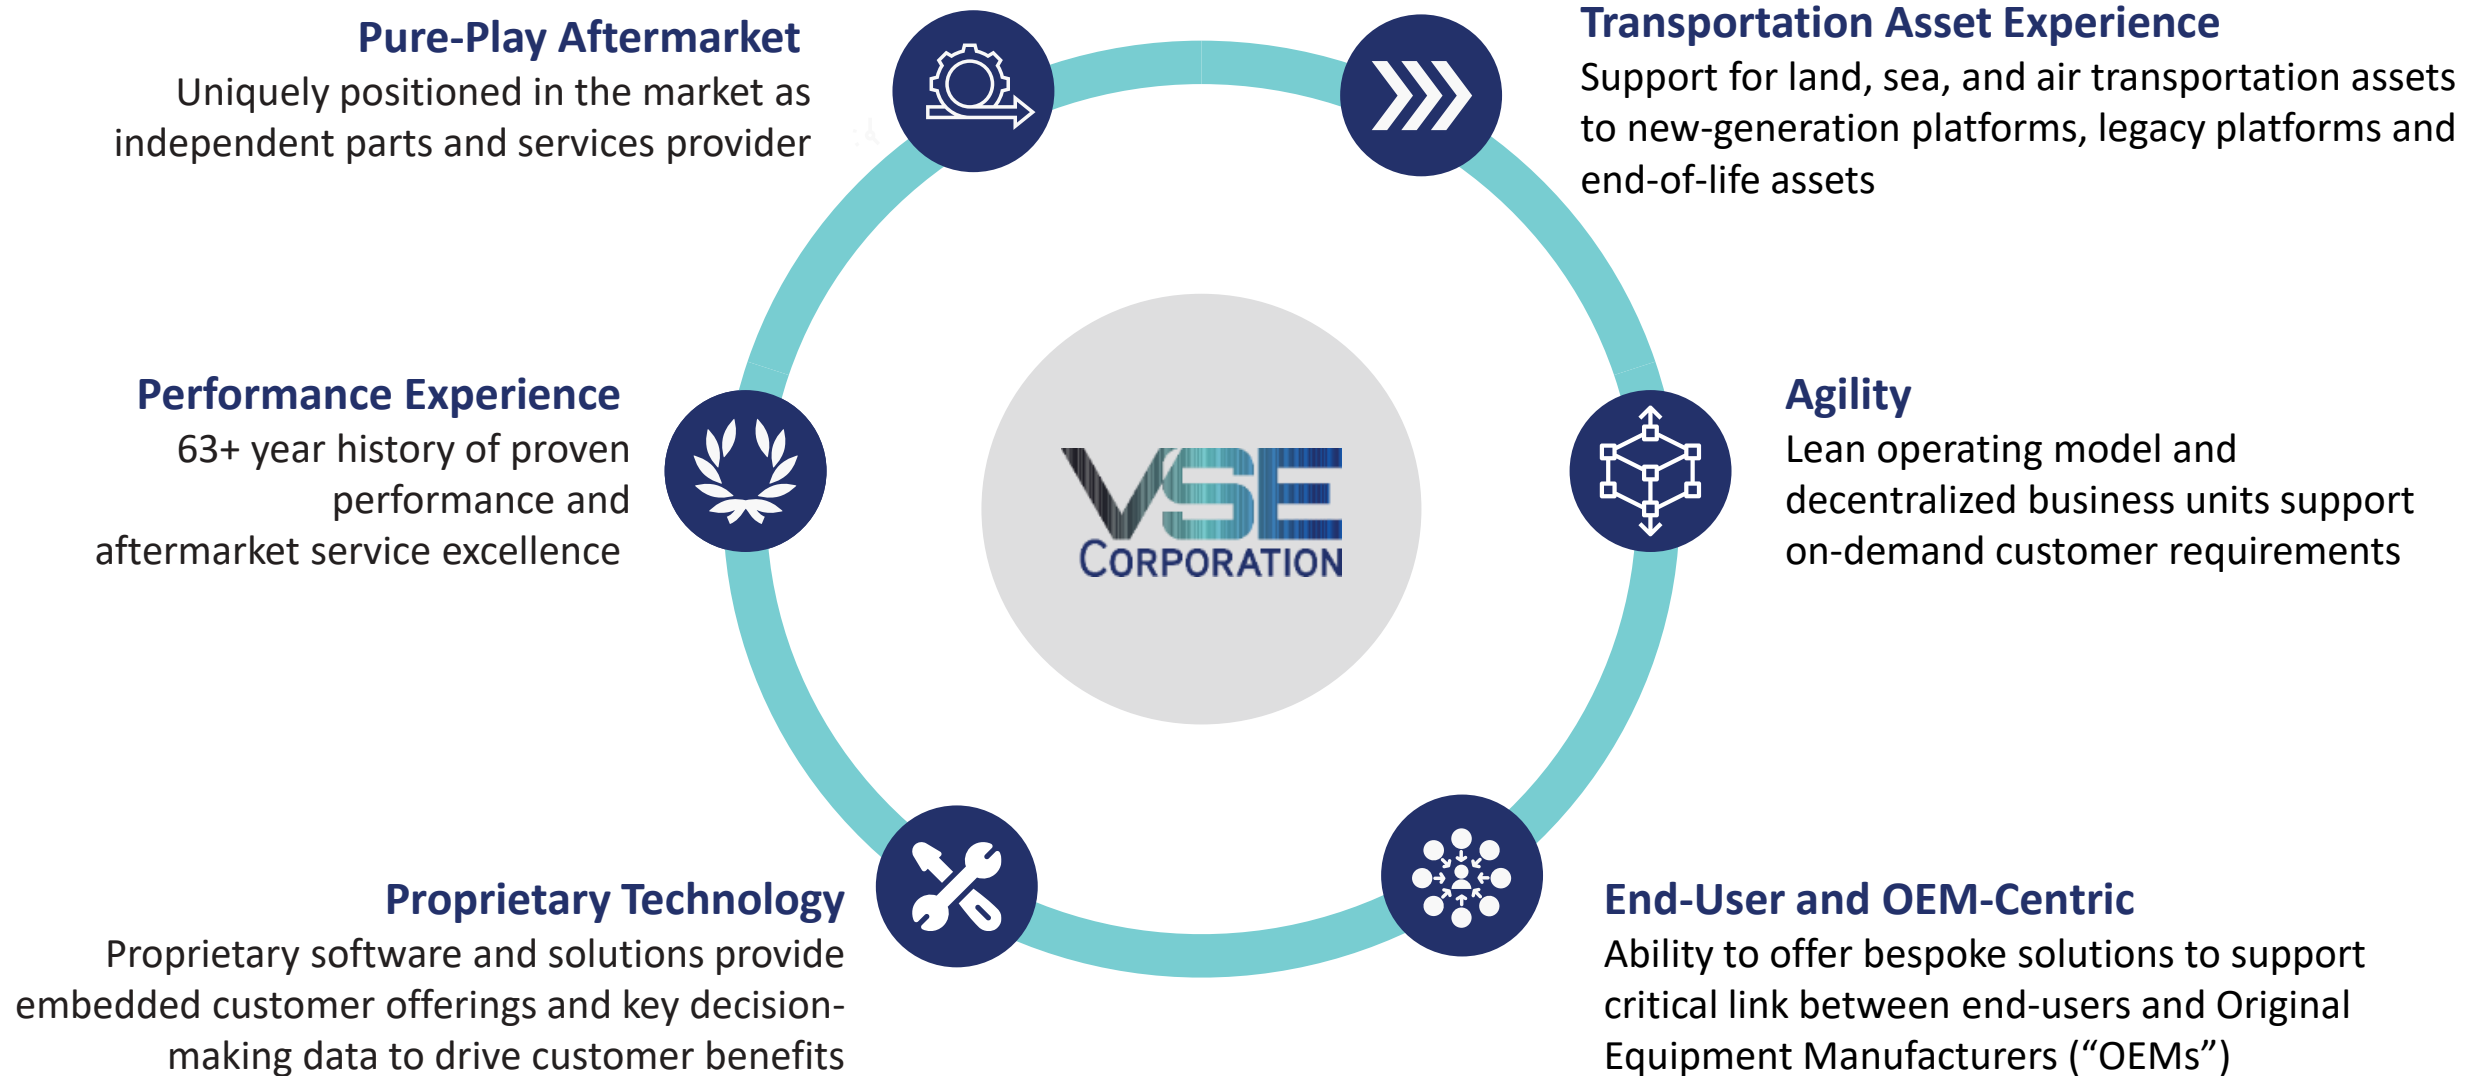 Pure-Play Aftermarket
Uniquely positioned in the market as
independent parts and services provider
Transportation Asset Experience
Support for land, sea, and air transportation assets
to new-generation platforms, legacy platforms and
end-of-life assets
Performance Experience
63+ year history of proven
performance and
aftermarket service excellence
VSE
CORPORATION
Agility
Lean operating model and
decentralized business units support
on-demand customer requirements
Proprietary Technology
Proprietary software and solutions provide
embedded customer offerings and key decision-
making data to drive customer benefits
End-User and OEM-Centric
Ability to offer bespoke solutions to support
critical link between end-users and Original
Equipment Manufacturers (“OEMs”)